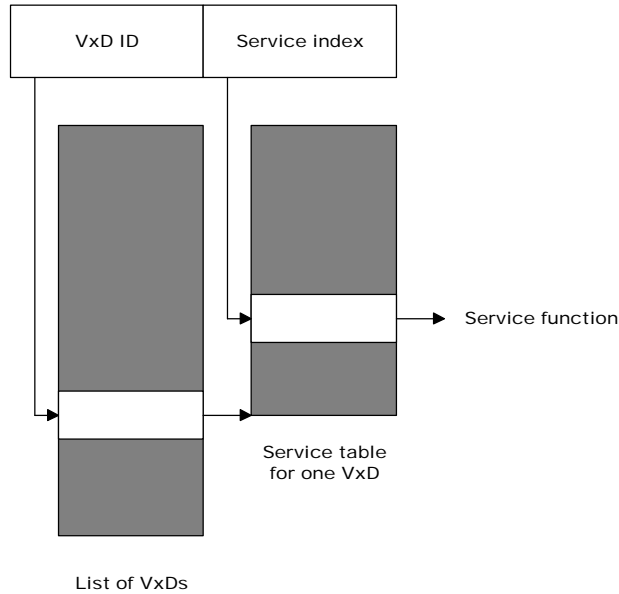 VxD ID
Service index
Service function
Service table
for one VxD
List of VxDs